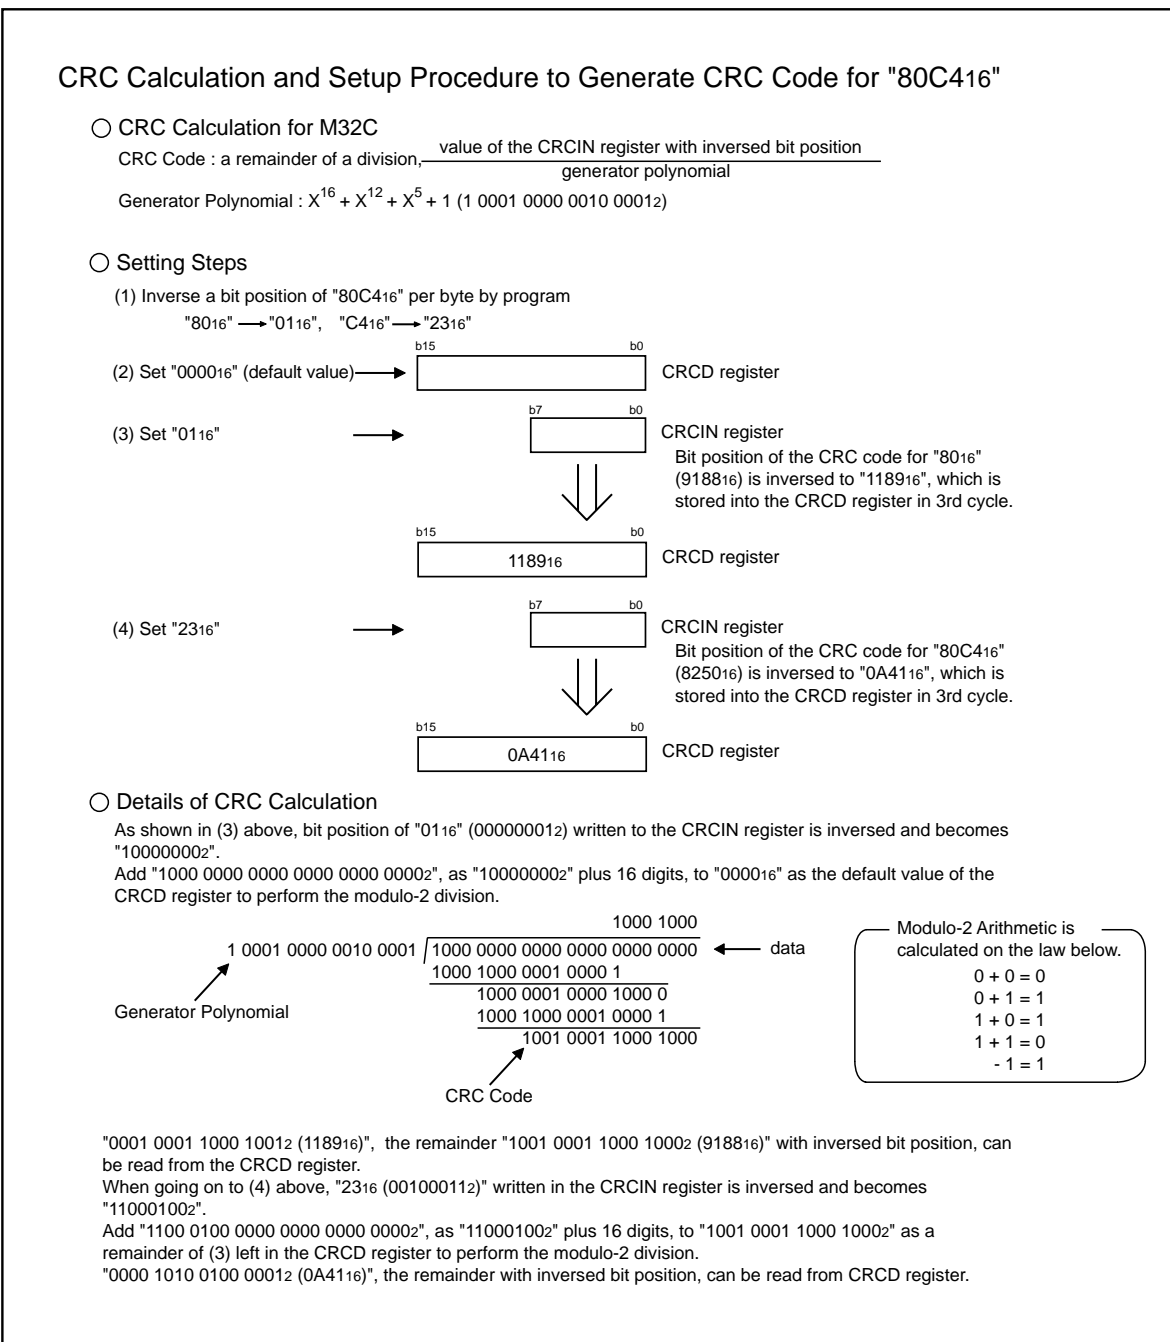 CRC Calculation and Setup Procedure to Generate CRC Code for "80C416"
CRC Calculation for M32C
CRC Code : a remainder of a division, value of the CRCIN register with inversed bit position
generator polynomial
Generator Polynomial : X16 + X12 + X5 + 1 (1 0001 0000 0010 00012)
Setting Steps
(1) Inverse a bit position of "80C416" per byte by program
"8016" → "0116", "C416" → "2316"
b15 b0
(2) Set "000016" (default value) → CRCD register
b7 b0
(3) Set "0116" → CRCIN register
Bit position of the CRC code for "8016"
(918816) is inversed to "118916", which is
stored into the CRCD register in 3rd cycle.
b15 b0
118916 CRCD register
b7 b0
(4) Set "2316" → CRCIN register
Bit position of the CRC code for "80C416"
(825016) is inversed to "0A4116", which is
stored into the CRCD register in 3rd cycle.
b15 b0
0A4116 CRCD register
Details of CRC Calculation
As shown in (3) above, bit position of "0116" (000000012) written to the CRCIN register is inversed and becomes
"100000002".
Add "1000 0000 0000 0000 0000 00002", as "100000002" plus 16 digits, to "000016" as the default value of the
CRCD register to perform the modulo-2 division.
1000 1000
1 0001 0000 0010 0001 1000 0000 0000 0000 0000 0000 ← data
1000 1000 0001 0000 1
1000 0001 0000 1000 0
1000 1000 0001 0000 1
1001 0001 1000 1000
Generator Polynomial
CRC Code
Modulo-2 Arithmetic is
calculated on the law below.
0 + 0 = 0
0 + 1 = 1
1 + 0 = 1
1 + 1 = 0
- 1 = 1
"0001 0001 1000 10012 (118916)", the remainder "1001 0001 1000 10002 (918816)" with inversed bit position, can
be read from the CRCD register.
When going on to (4) above, "2316 (001000112)" written in the CRCIN register is inversed and becomes
"110001002".
Add "1100 0100 0000 0000 0000 00002", as "110001002" plus 16 digits, to "1001 0001 1000 10002" as a
remainder of (3) left in the CRCD register to perform the modulo-2 division.
"0000 1010 0100 00012 (0A4116)", the remainder with inversed bit position, can be read from CRCD register.